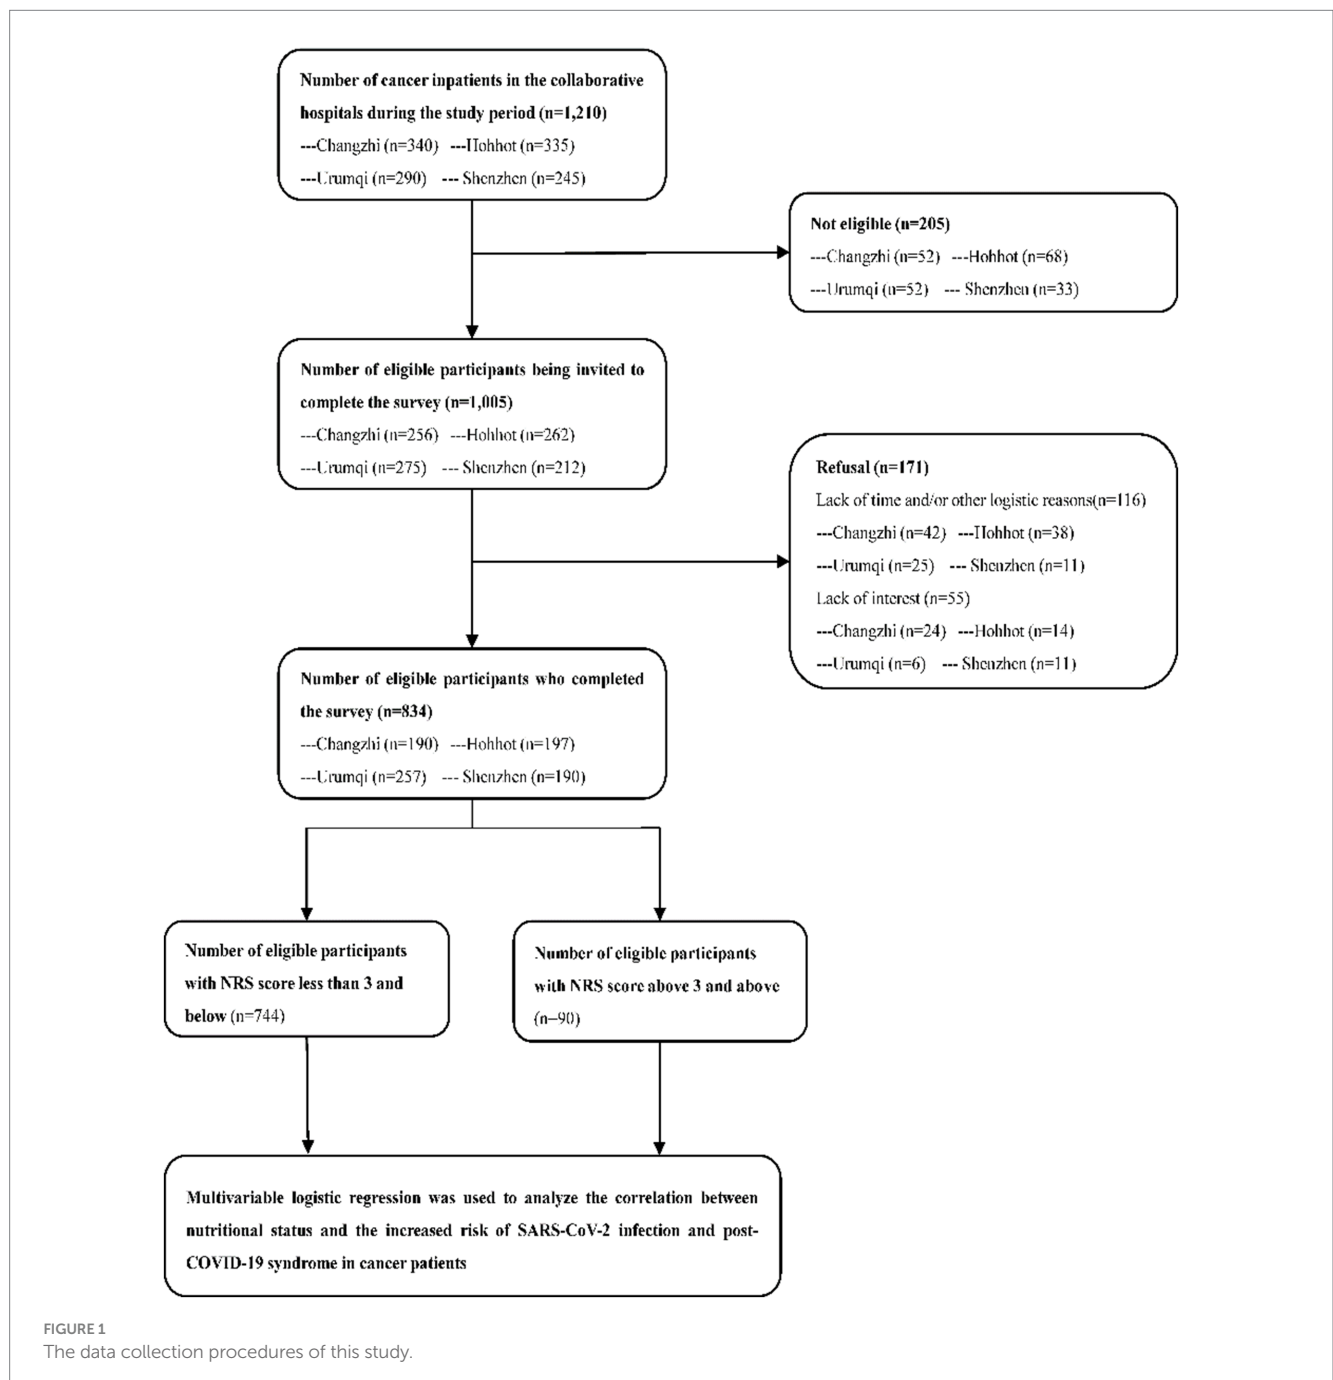 Number of cancer inpatients in the collaborative
hospitals during the study period (n=1,210)
---Changzhi (n=340) ---Hohhot (n=335)
---Urumqi (n=290) --- Shenzhen (n=245)
Not eligible (n=205)
---Changzhi (n=52) ---Hohhot (n=68)
---Urumqi (n=52) --- Shenzhen (n=33)
Number of eligible participants being invited to
complete the survey (n=1,005)
---Changzhi (n=256) ---Hohhot (n=262)
---Urumqi (n=275) --- Shenzhen (n=212)
Refusal (n=171)
Lack of time and/or other logistic reasons(n=116)
---Changzhi (n=42) ---Hohhot (n=38)
---Urumqi (n=25) --- Shenzhen (n=11)
Lack of interest (n=55)
---Changzhi (n=24) ---Hohhot (n=14)
---Urumqi (n=6) --- Shenzhen (n=11)
Number of eligible participants who completed
the survey (n=834)
---Changzhi (n=190) ---Hohhot (n=197)
---Urumqi (n=257) --- Shenzhen (n=190)
Number of eligible participants
with NRS score less than 3 and
below (n=744)
Number of eligible participants
with NRS score above 3 and above
(n=90)
Multivariable logistic regression was used to analyze the correlation between
nutritional status and the increased risk of SARS-CoV-2 infection and post-
COVID-19 syndrome in cancer patients
FIGURE 1
The data collection procedures of this study.